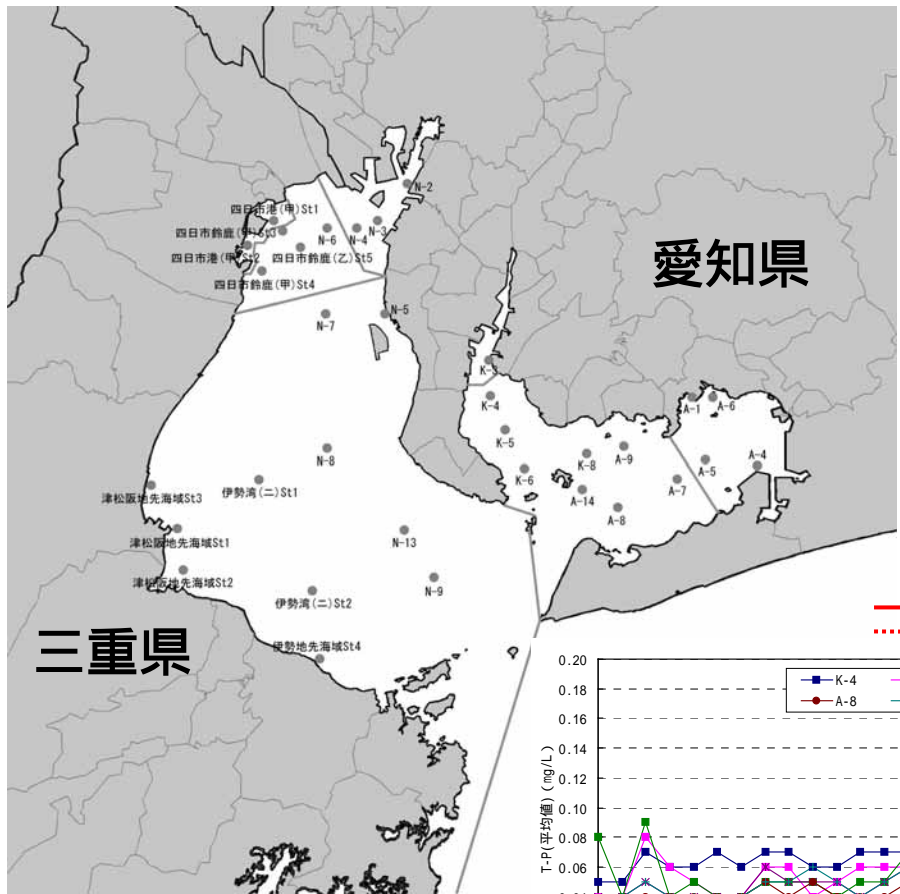 N-2
四日市港(甲)St1
四日市鈴鹿(甲)St3
N-6
N-4
N-3
四日市港(甲)St2
四日市鈴鹿(乙)St5
四日市鈴鹿(甲)St4
愛知県
N-7
N-5
K-3
K-4
A-1
A-6
K-5
N-8
K-8
A-9
A-5
A-4
K-6
A-7
津松阪地先海域St3
伊勢湾(二)St1
A-14
A-8
津松阪地先海域St1
N-13
津松阪地先海域St2
N-9
伊勢湾(二)St2
三重県
伊勢地先海域St4
0.20
0.18
K-4
0.16
A-8
0.14
0.12
0.10
0.08
0.06
T-P(平均値)(mg/L)